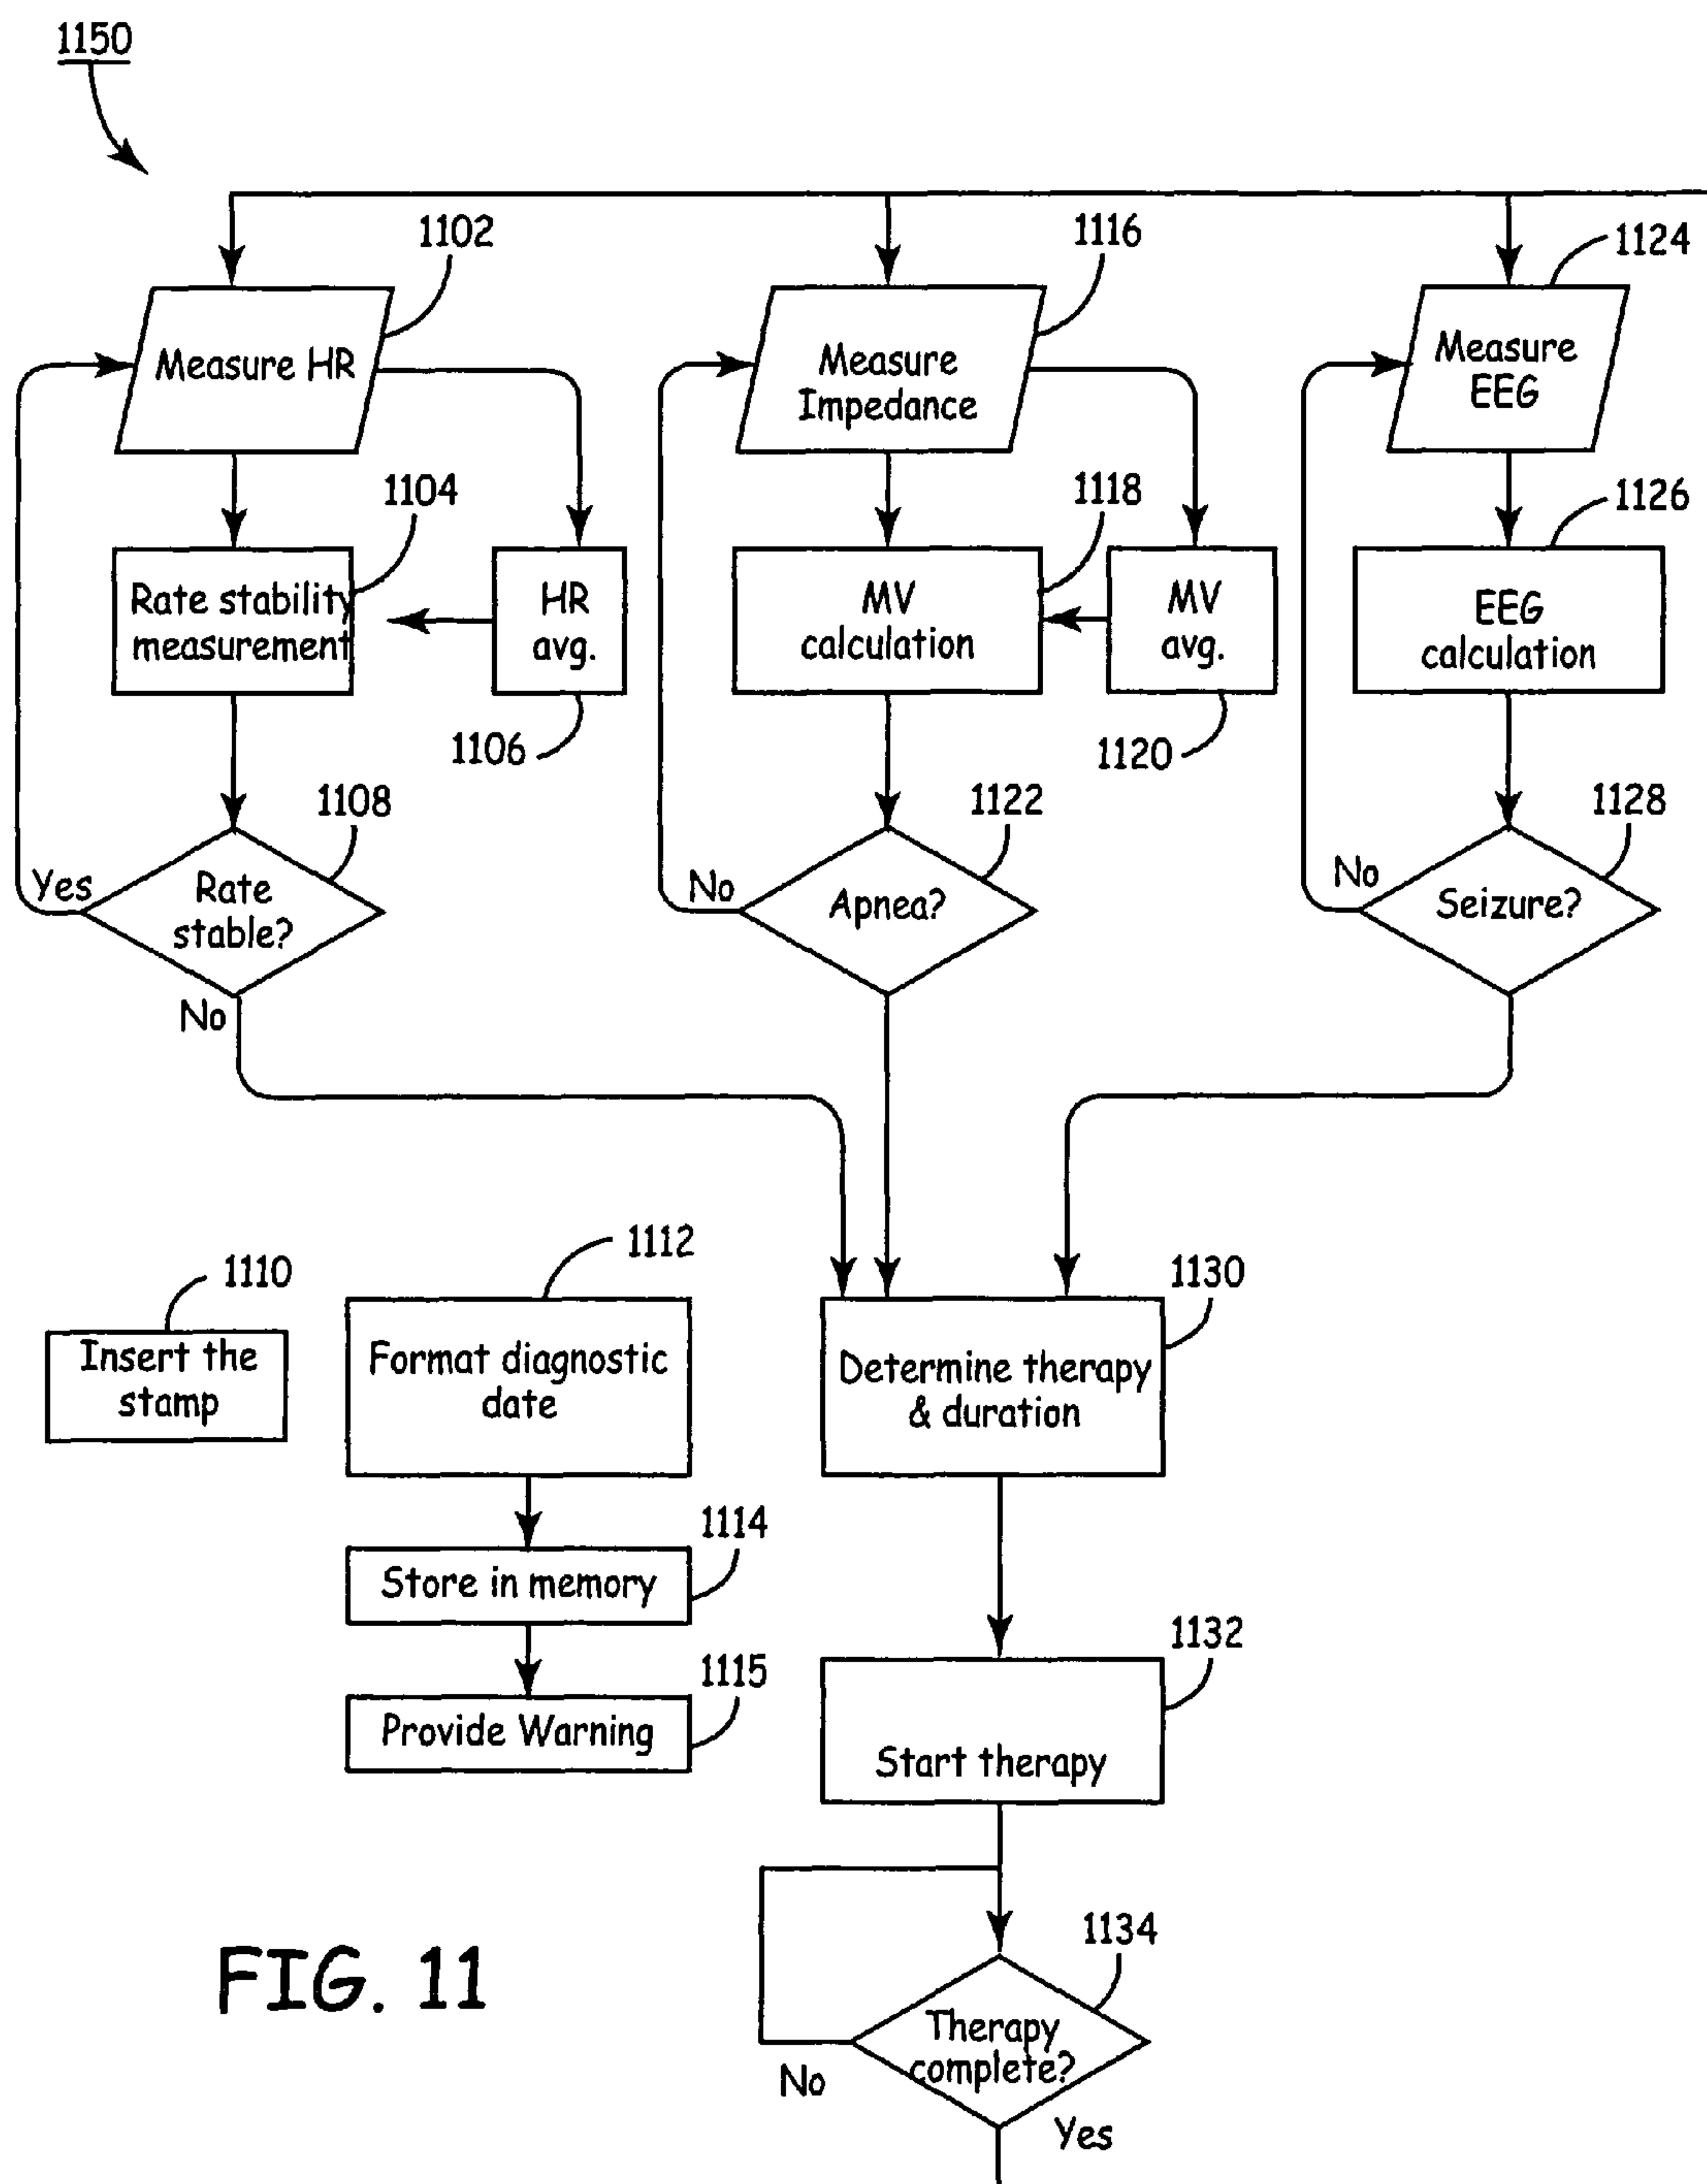 1150
1102
1116
1124
Measure HR
Measure
Impedance
Measure
EEG
1104
1118
1126
Rate stability
measurement
HR
avg.
MV
calculation
MV
avg.
EEG
calculation
1106
1120
1108
1122
1128
Yes
Rate
stable?
No
Apnea?
No
Seizure?
No
1110
1112
1130
Insert the
stamp
Format diagnostic
date
Determine therapy
& duration
1114
Store in memory
1132
1115
Provide Warning
Start therapy
1134
FIG. 11
Therapy
complete?
No
Yes